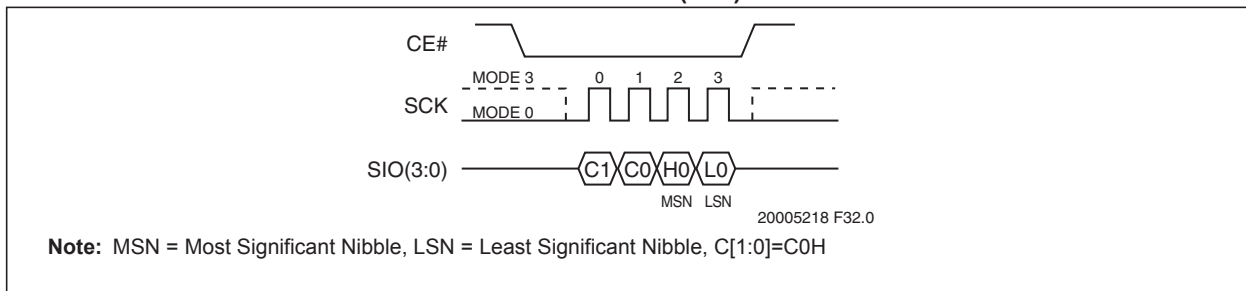 CE#
MODE 3 0 1 2 3
SCK
MODE 0
SIO(3:0) C1 C0 H0 L0
MSN LSN
20005218 F32.0
Note: MSN = Most Significant Nibble, LSN = Least Significant Nibble, C[1:0]=C0H